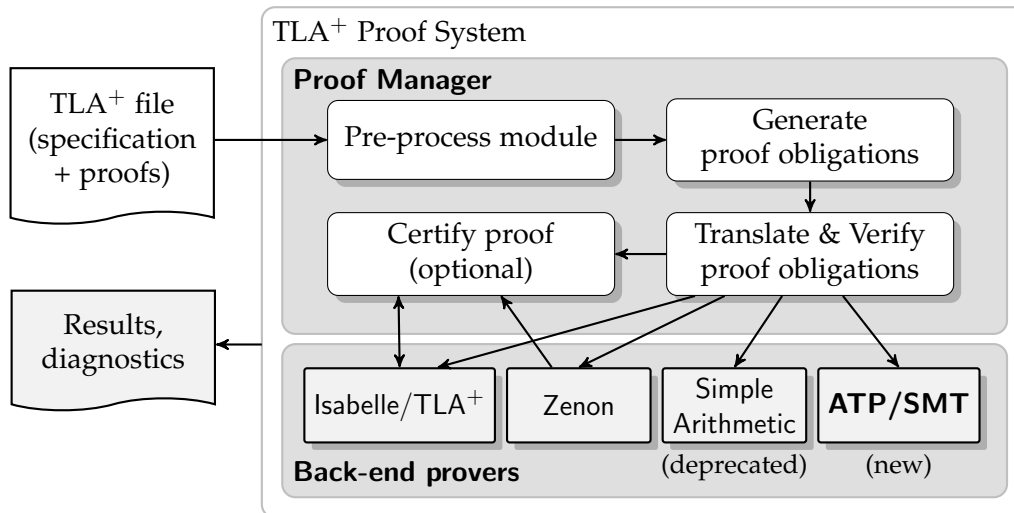 TLA⁺ Proof System
TLA⁺ file
(specification
+ proofs)
Proof Manager
Pre-process module
Generate
proof obligations
Certify proof
(optional)
Translate & Verify
proof obligations
Results,
diagnostics
Isabelle/TLA⁺
Zenon
Simple
Arithmetic
ATP/SMT
(deprecated)
(new)
Back-end provers